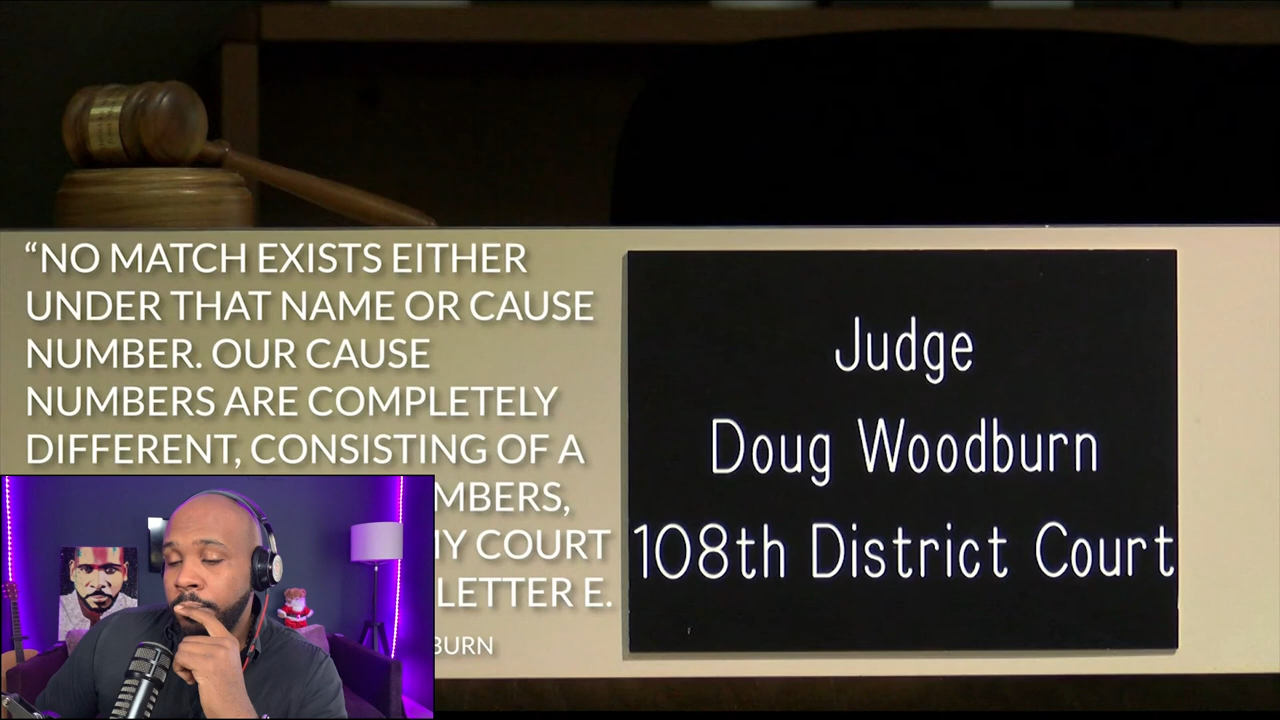 “NO MATCH EXISTS EITHER
UNDER THAT NAME OR CAUSE
NUMBER. OUR CAUSE
NUMBERS ARE COMPLETELY
DIFFERENT, CONSISTING OF A
MBERS,
COURT
LETTER E.
BURN
Judge
Doug Woodburn
108th District Court